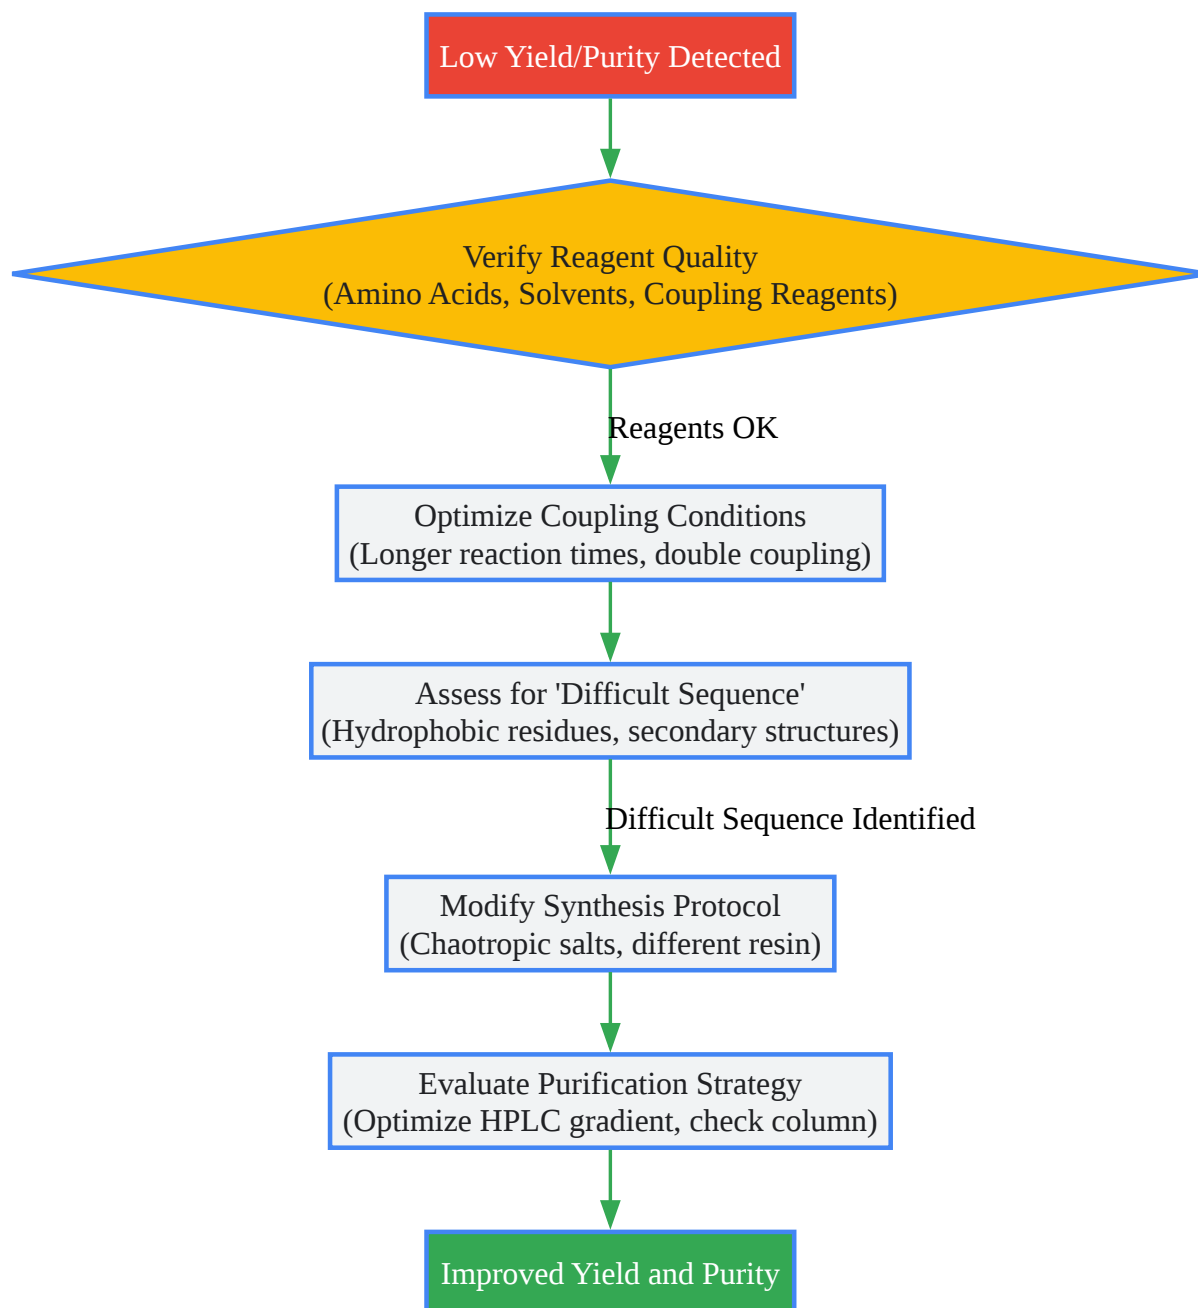 Low Yield/Purity Detected
Verify Reagent Quality
(Amino Acids, Solvents, Coupling Reagents)
Reagents OK
Optimize Coupling Conditions
(Longer reaction times, double coupling)
Assess for 'Difficult Sequence'
(Hydrophobic residues, secondary structures)
Difficult Sequence Identified
Modify Synthesis Protocol
(Chaotropic salts, different resin)
Evaluate Purification Strategy
(Optimize HPLC gradient, check column)
Improved Yield and Purity